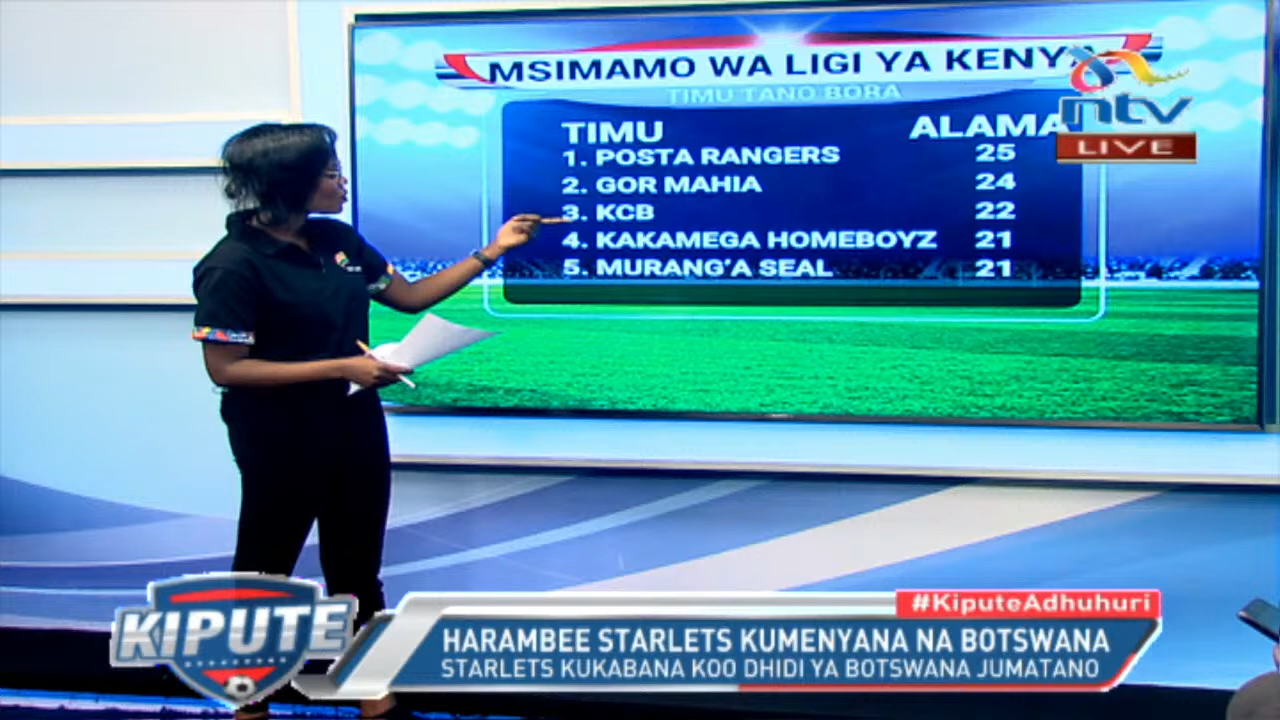 MSIMAMO WA LIGI YA KENYA
TIMU TANO BORA
TIMU ALAMA
1. POSTA RANGERS 25
2. GOR MAHIA 24
3. KCB 22
4. KAKAMEGA HOMEBOYZ 21
5. MURANG'A SEAL 21
ntv
LIVE
#KiputeAdhuhuri
KIPUTE
HARAMBEE STARLETS KUMENYANA NA BOTSWANA
STARLETS KUKABANA KOO DHIDI YA BOTSWANA JUMATANO